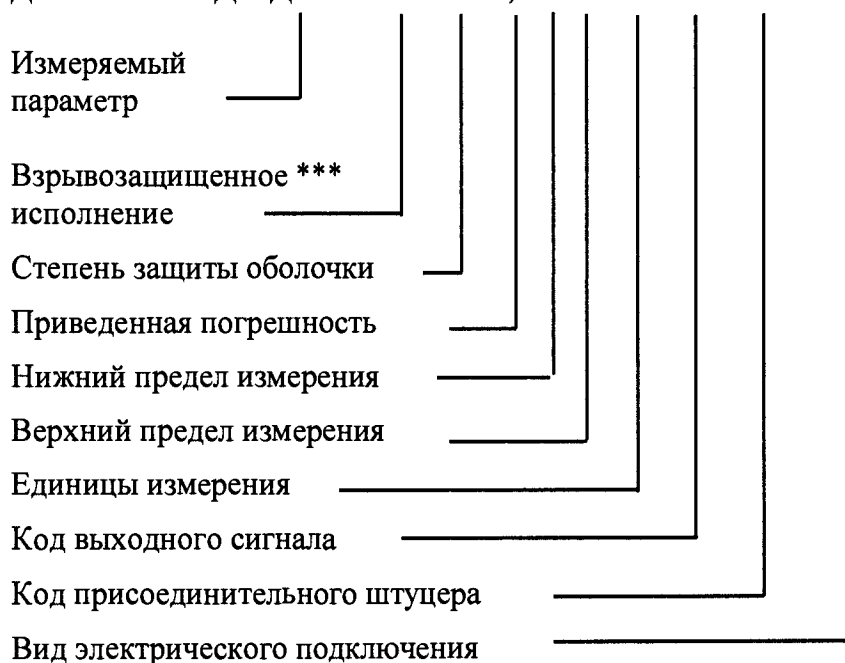 Измеряемый
параметр
Взрывозащищенное ***
исполнение
Степень защиты оболочки
Приведенная погрешность
Нижний предел измерения
Верхний предел измерения
Единицы измерения
Код выходного сигнала
Код присоединительного штуцера
Вид электрического подключения